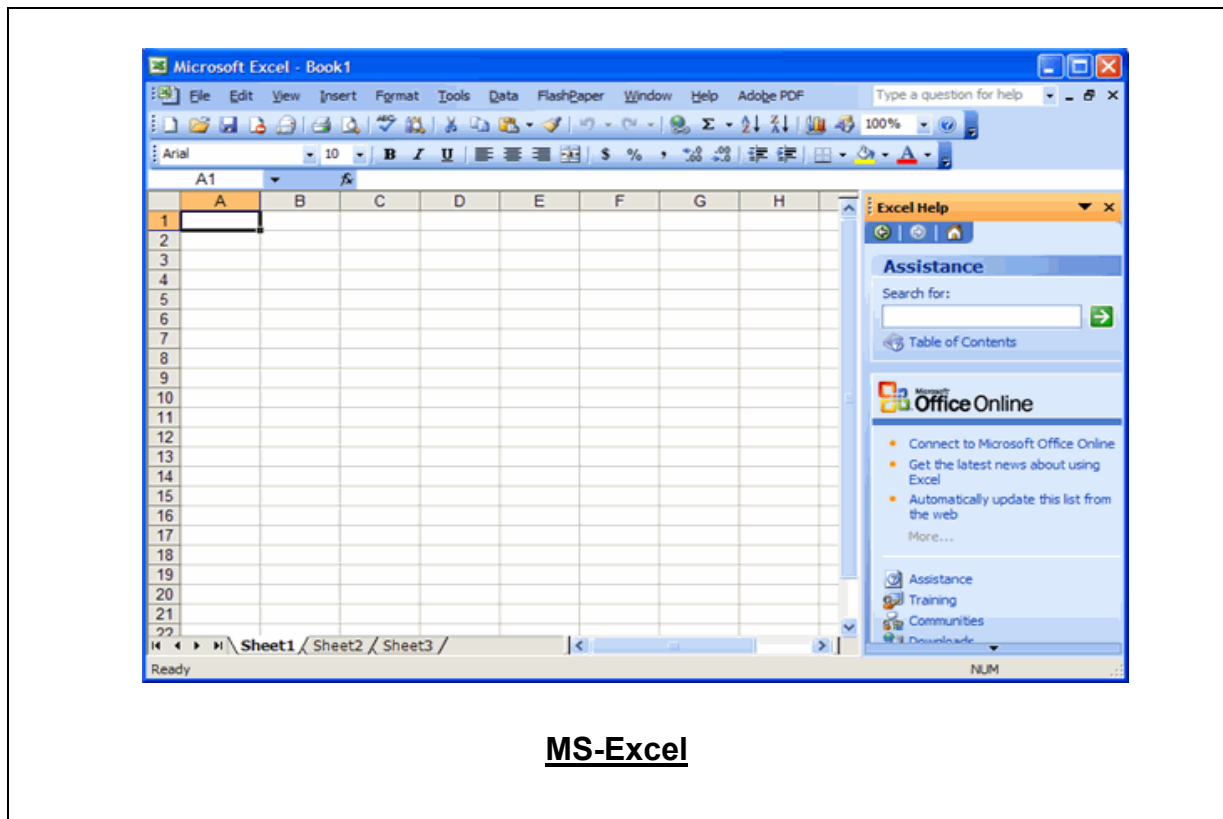 Microsoft Excel - Book1
File Edit View Insert Format Tools Data FlashPaper Window Help Adobe PDF Type a question for help
100%
Arial 10 B I U $ % ,
A1 fx
A B C D E F G H
1
2
3
4
5
6
7
8
9
10
11
12
13
14
15
16
17
18
19
20
21
22
Sheet1 Sheet2 Sheet3
Ready NUM
Excel Help
Assistance
Search for:
Table of Contents
Microsoft
Office Online
Connect to Microsoft Office Online
Get the latest news about using
Excel
Automatically update this list from
the web
More...
Assistance
Training
Communities
Downloads
MS-Excel